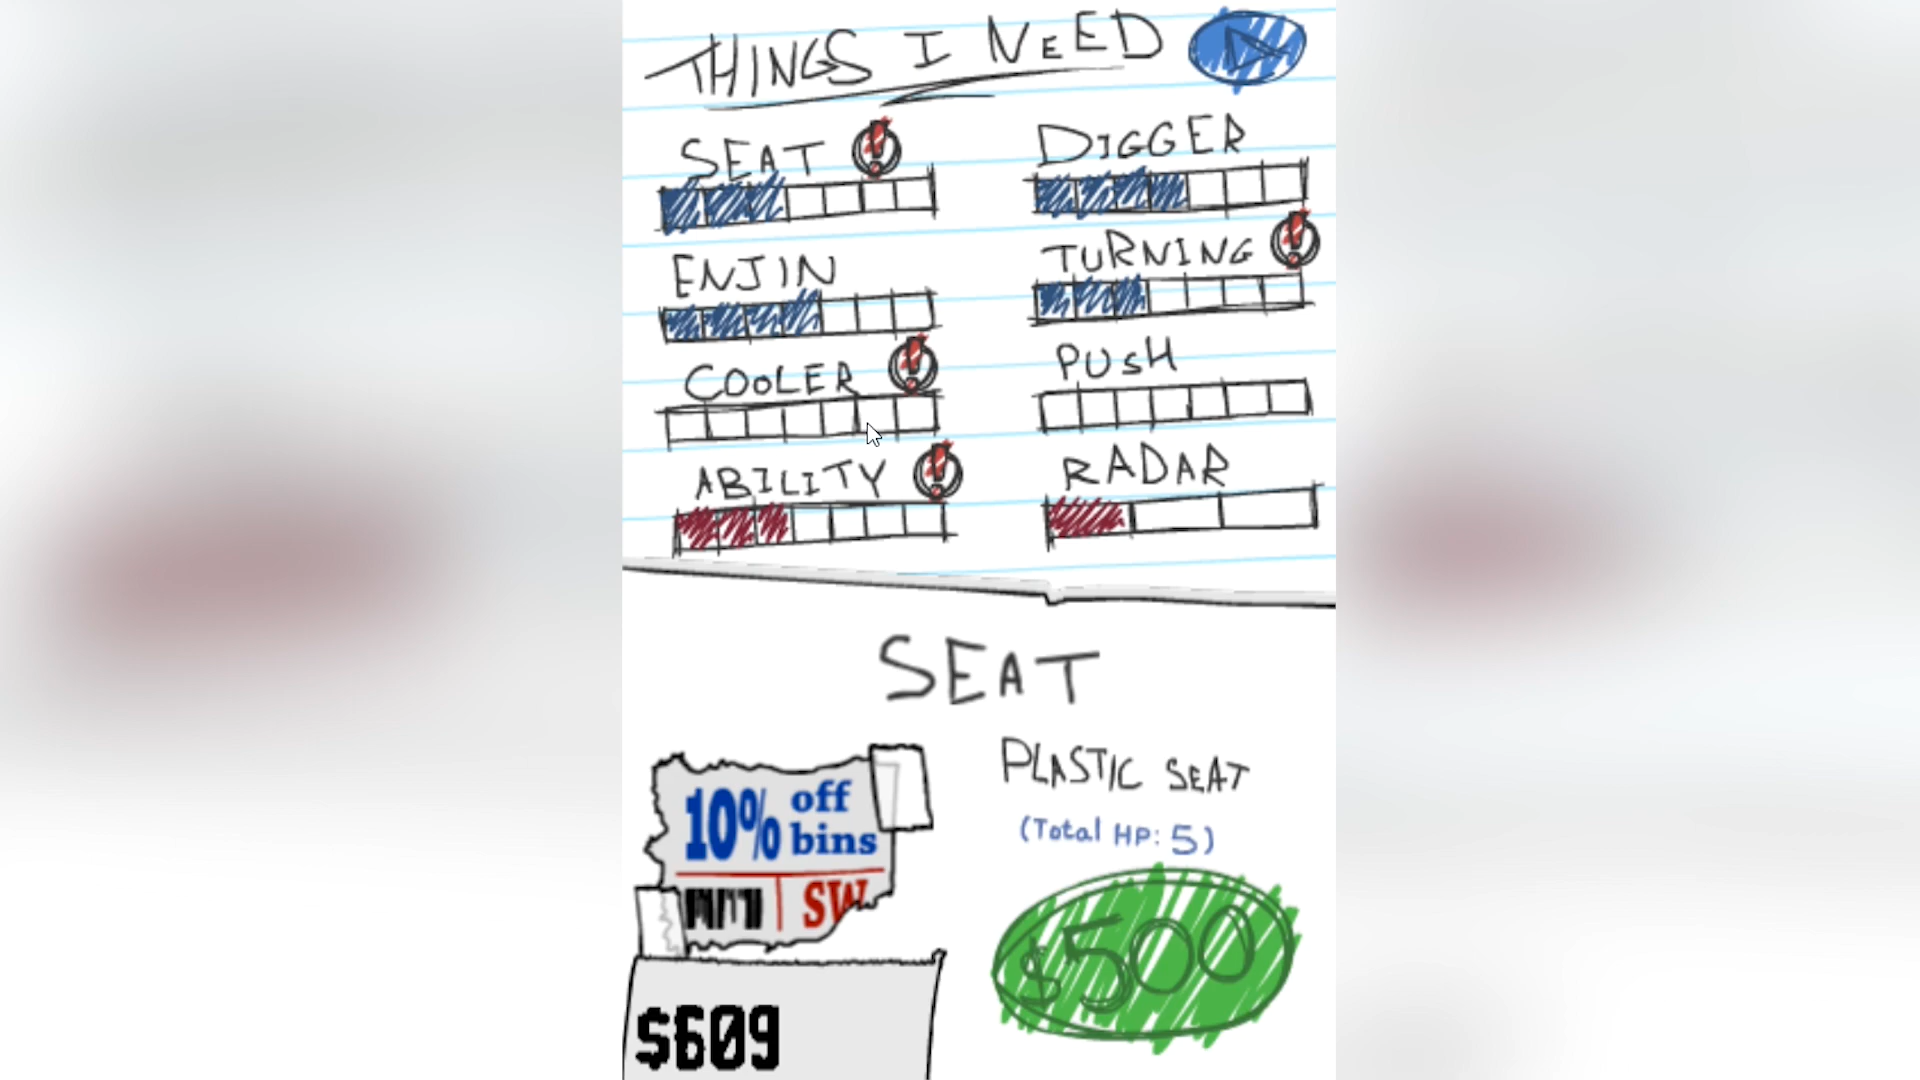 THINGS I NEED
SEAT
DIGGER
ENJIN
TURNING
COOLER
PUSH
ABILITY
RADAR
SEAT
10% off bins
SW
PLASTIC SEAT
(Total HP: 5)
$500
$609